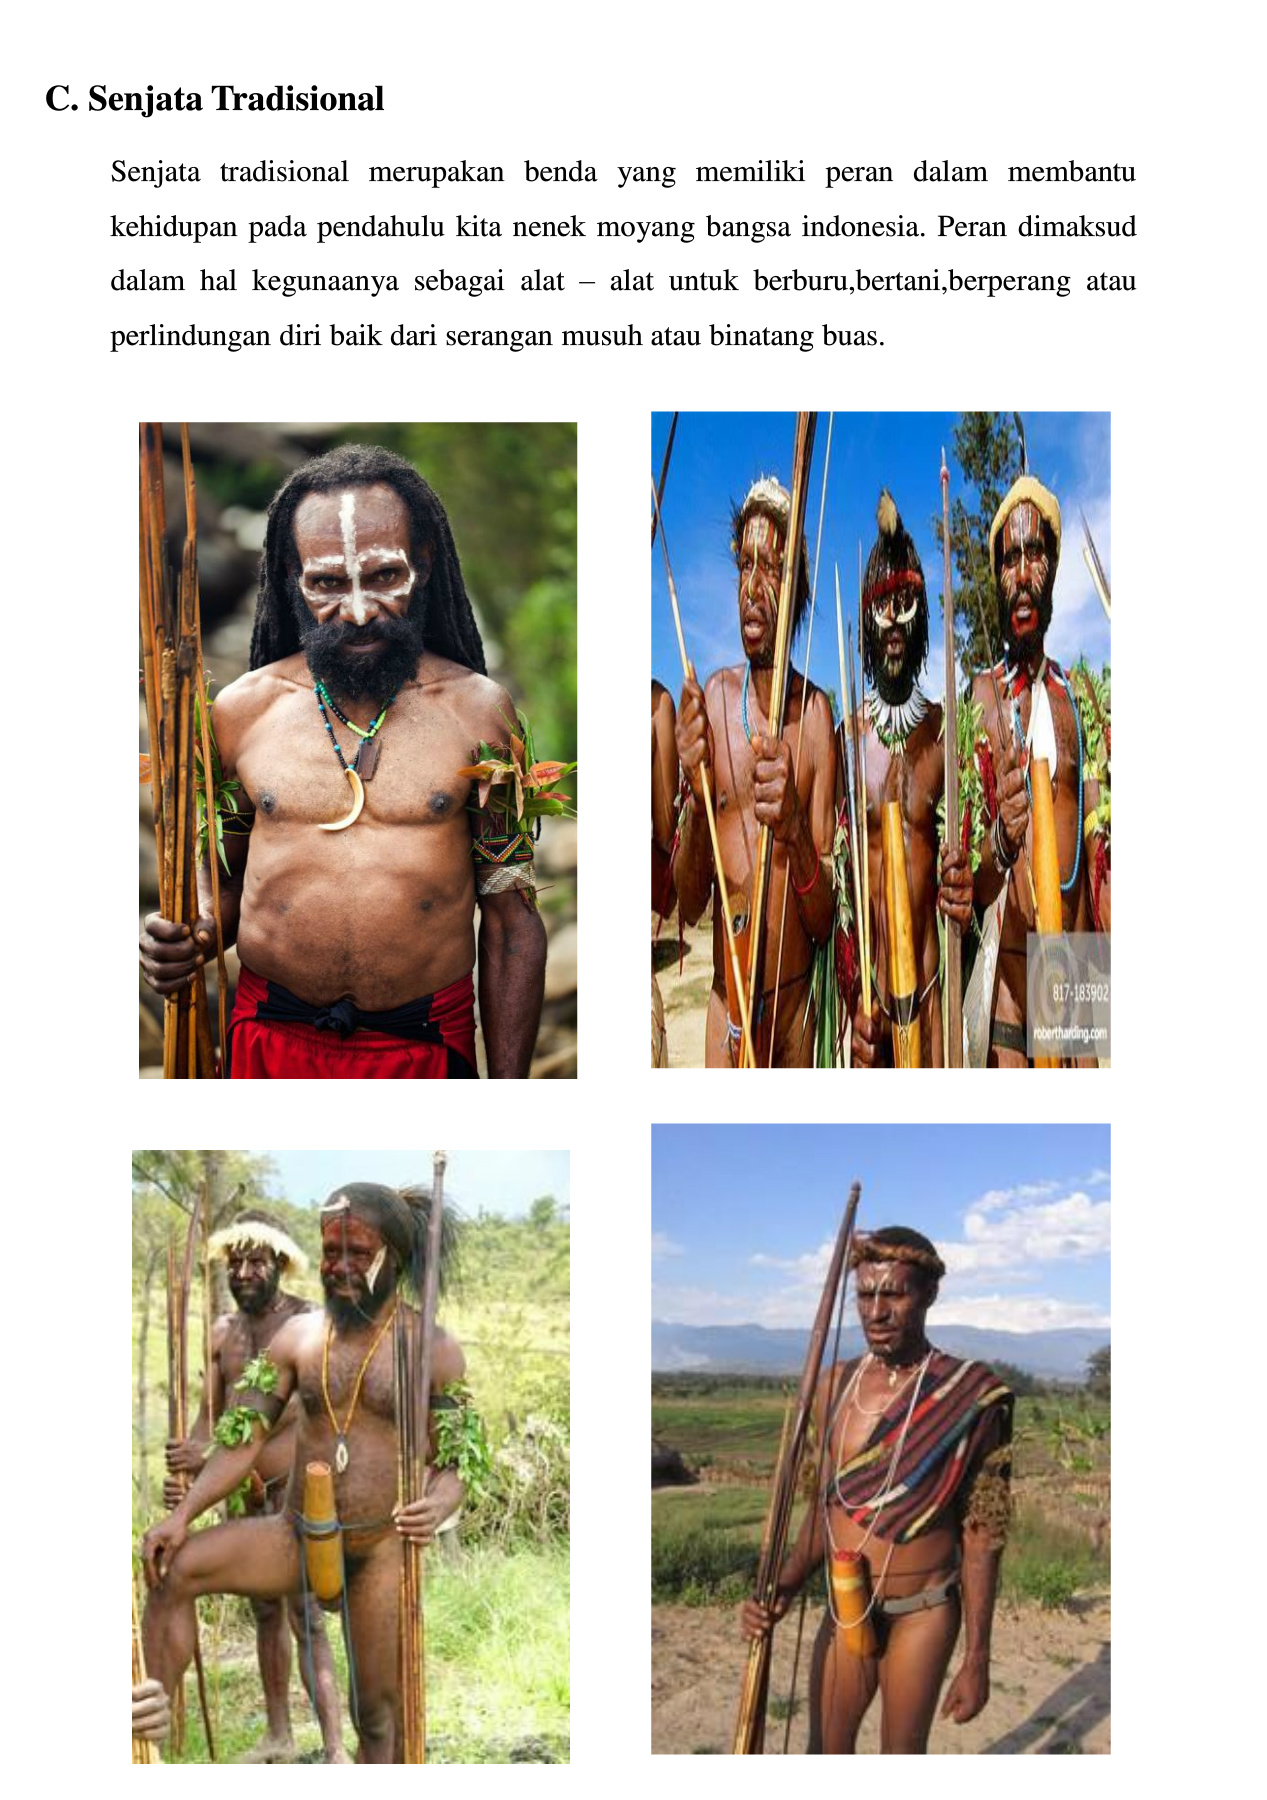 C. Senjata Tradisional
Senjata tradisional merupakan benda yang memiliki peran dalam membantu
kehidupan pada pendahulu kita nenek moyang bangsa indonesia. Peran dimaksud
dalam hal kegunaanya sebagai alat – alat untuk berburu,bertani,berperang atau
perlindungan diri baik dari serangan musuh atau binatang buas.
817-183902
robertharding.com